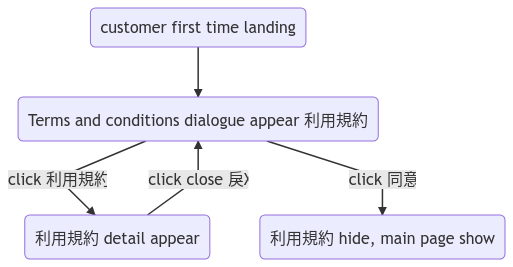 customer first time landing
Terms and conditions dialogue appear 利用規約
click 利用規約
click close 戻
click 同意
利用規約 detail appear
利用規約 hide, main page show